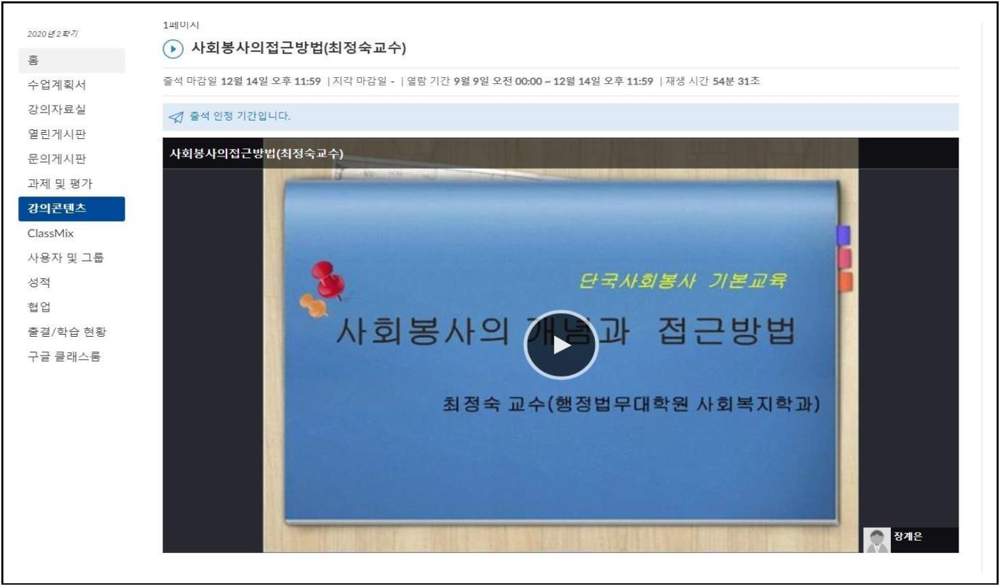 2020년 2학기
홈
수업계획서
강의자료실
열린게시판
문의게시판
과제 및 평가
강의콘텐츠
ClassMix
사용자 및 그룹
성적
협업
출결/학습 현황
구글 클래스룸
1페이지
사회봉사의접근방법(최정숙교수)
출석 마감일 12월 14일 오후 11:59 | 지각 마감일 - | 열람 기간 9월 9일 오전 00:00 ~ 12월 14일 오후 11:59 | 재생 시간 54분 31초
출석 인정 기간입니다.
사회봉사의접근방법(최정숙교수)
단국사회봉사 기본교육
사회봉사의 개념과 접근방법
최정숙 교수(행정법무대학원 사회복지학과)
장계은